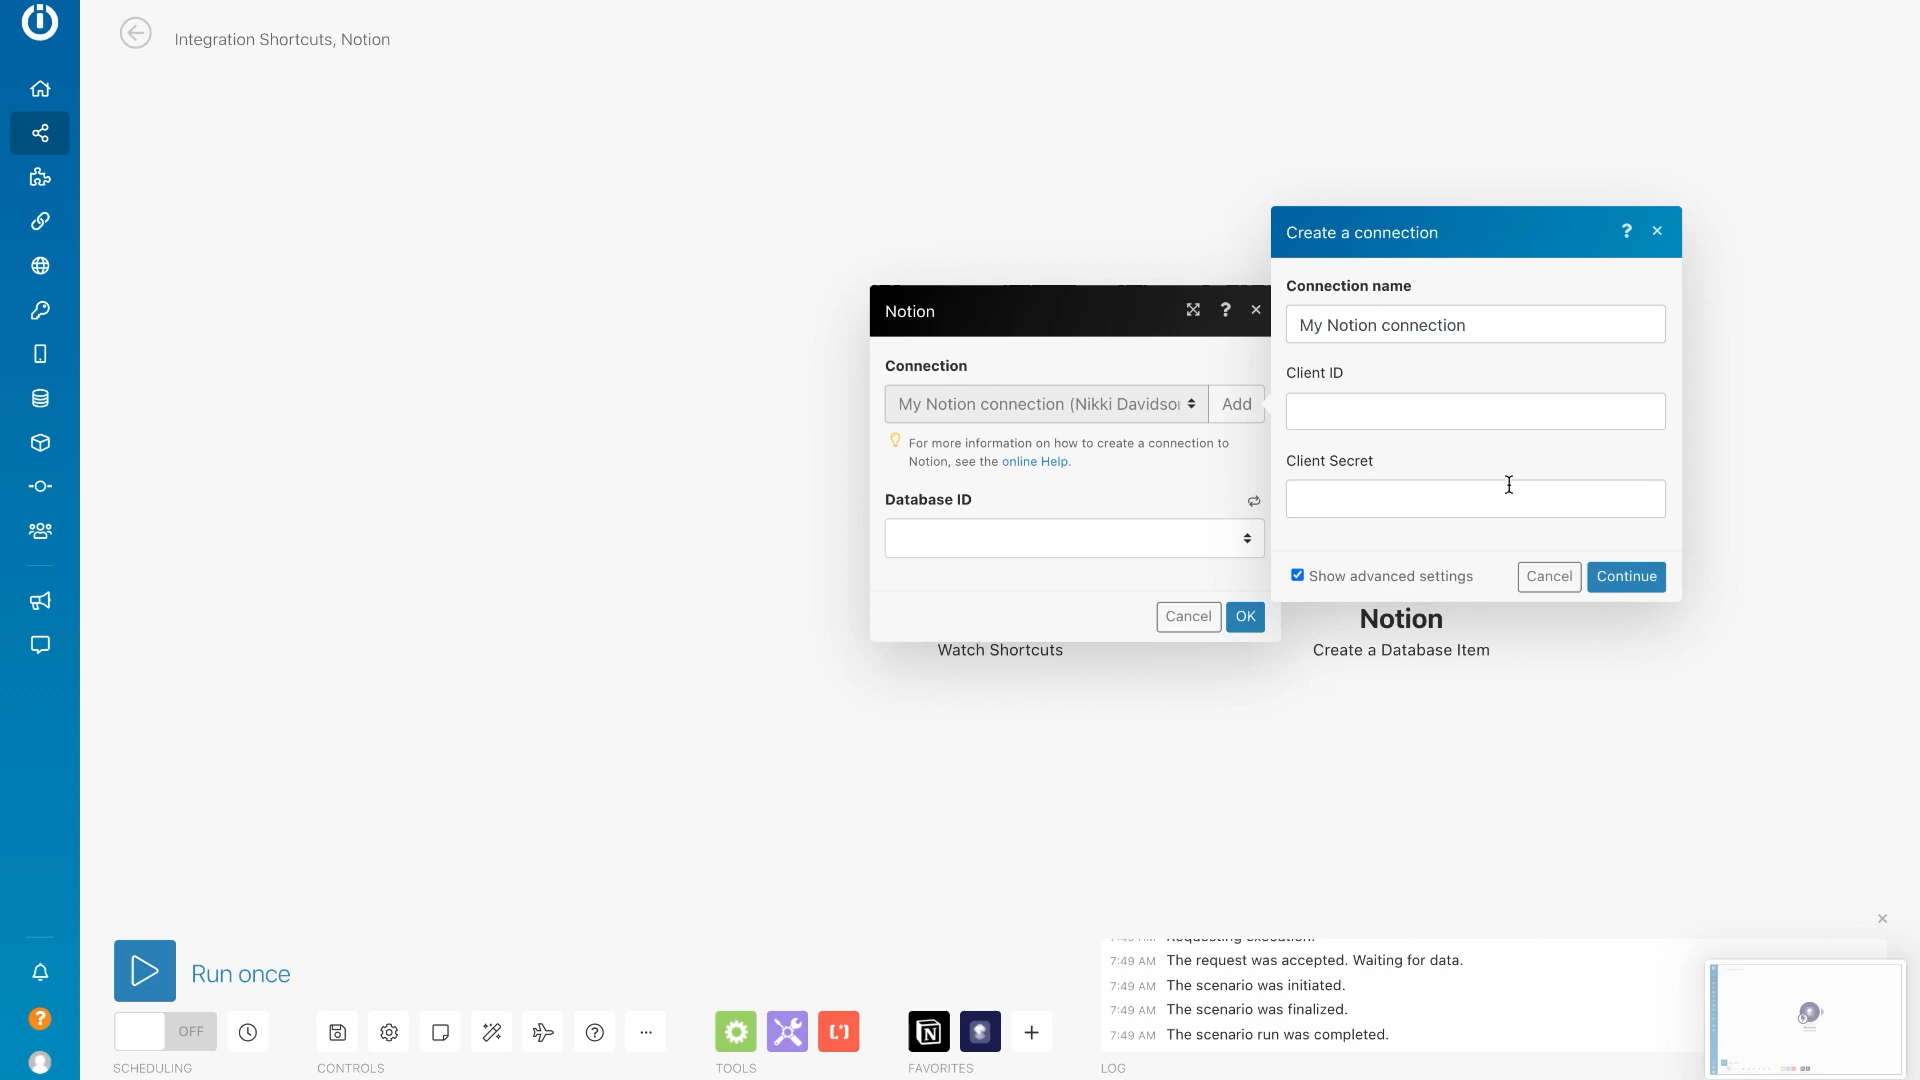 Integration Shortcuts, Notion
Create a connection
?
Connection name
My Notion connection
Client ID
Client Secret
Show advanced settings
Cancel
Continue
Notion
?
Connection
My Notion connection (Nikki Davidso
Add
For more information on how to create a connection to
Notion, see the online Help.
Database ID
Cancel
OK
Watch Shortcuts
Notion
Create a Database Item
Run once
OFF
SCHEDULING
CONTROLS
TOOLS
FAVORITES
7:49 AM The request was accepted. Waiting for data.
7:49 AM The scenario was initiated.
7:49 AM The scenario was finalized.
7:49 AM The scenario run was completed.
LOG